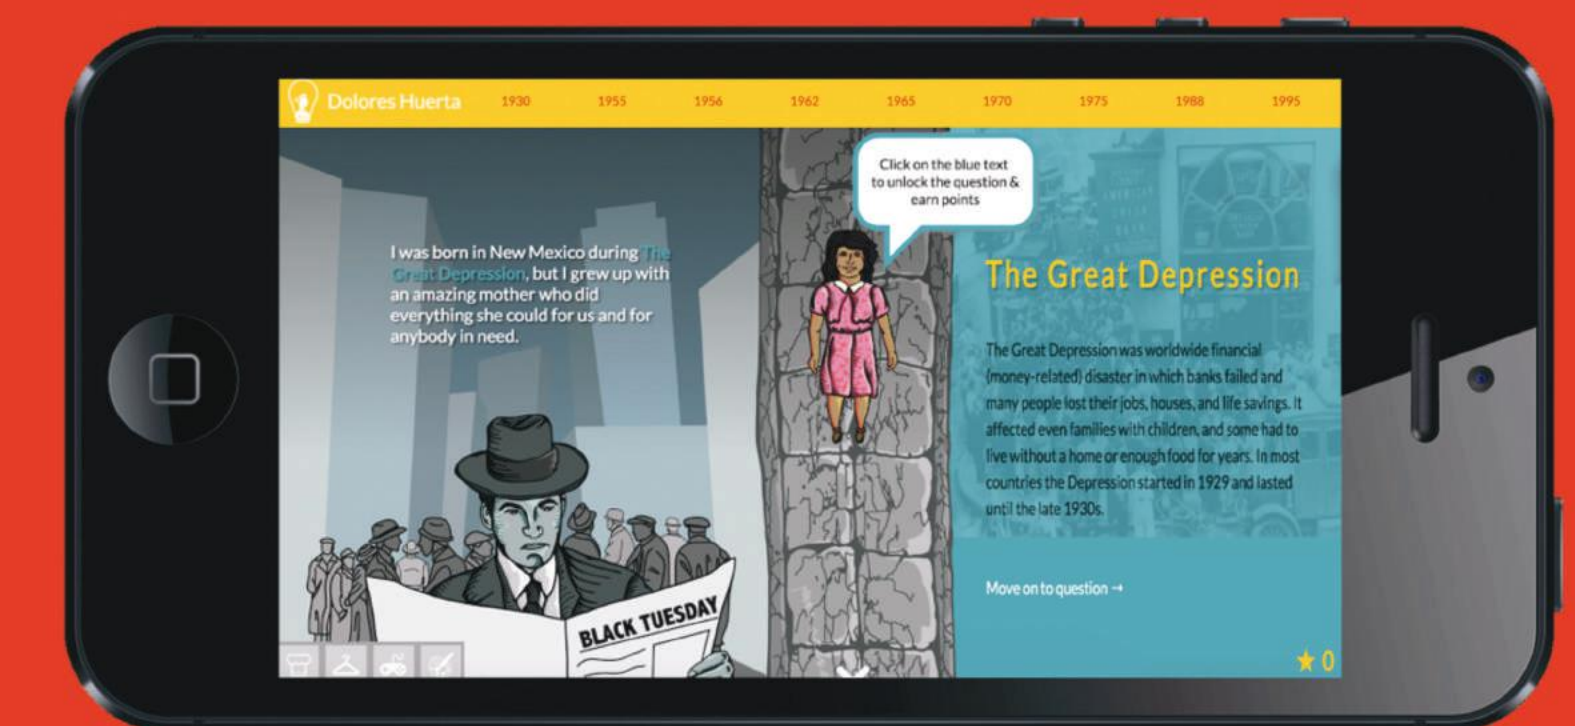 Dolores Huerta 1930 1955 1956 1962 1965 1970 1975 1988 1995
Click on the blue text
to unlock the question &
earn points
I was born in New Mexico during The
Great Depression, but I grew up with
an amazing mother who did
everything she could for us and for
anybody in need.
BLACK TUESDAY
The Great Depression
The Great Depression was worldwide financial
(money-related) disaster in which banks failed and
many people lost their jobs, houses, and life savings. It
affected even families with children, and some had to
live without a home or enough food for years. In most
countries the Depression started in 1929 and lasted
until the late 1930s.
Move on to question →
★ 0